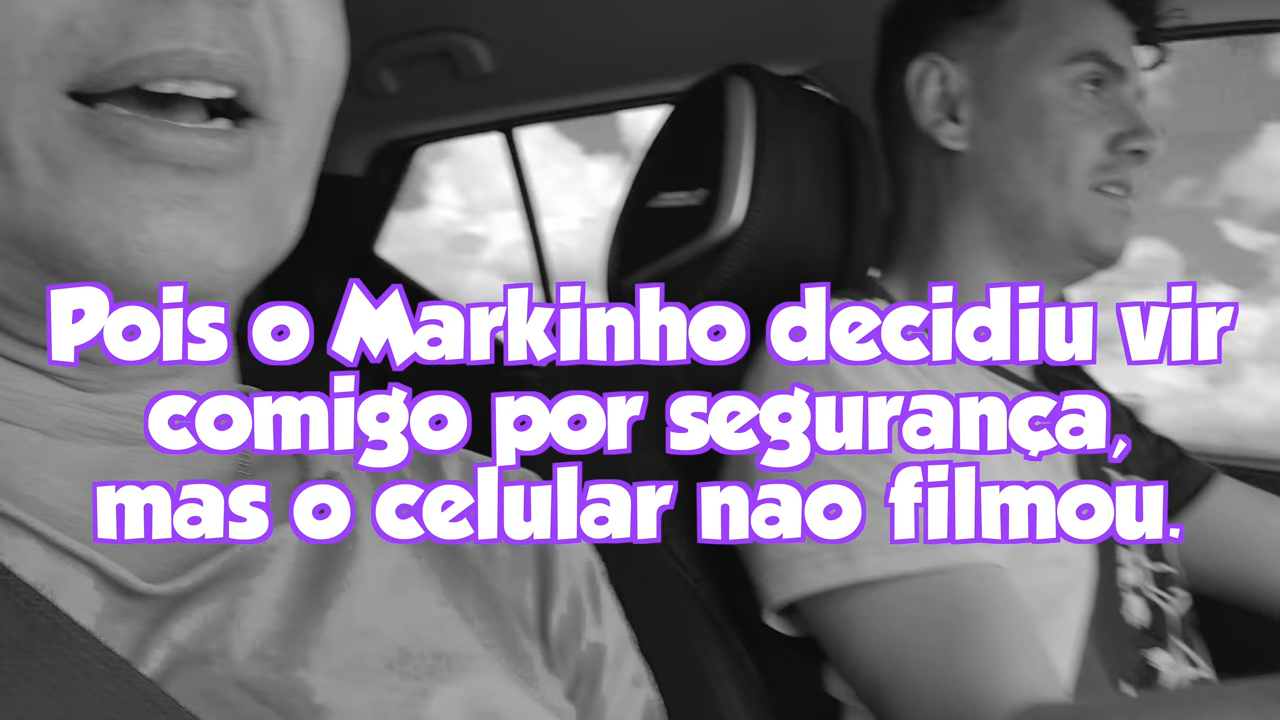 Pois o Markinho decidiu vir
comigo por segurança,
mas o celular nao filmou.